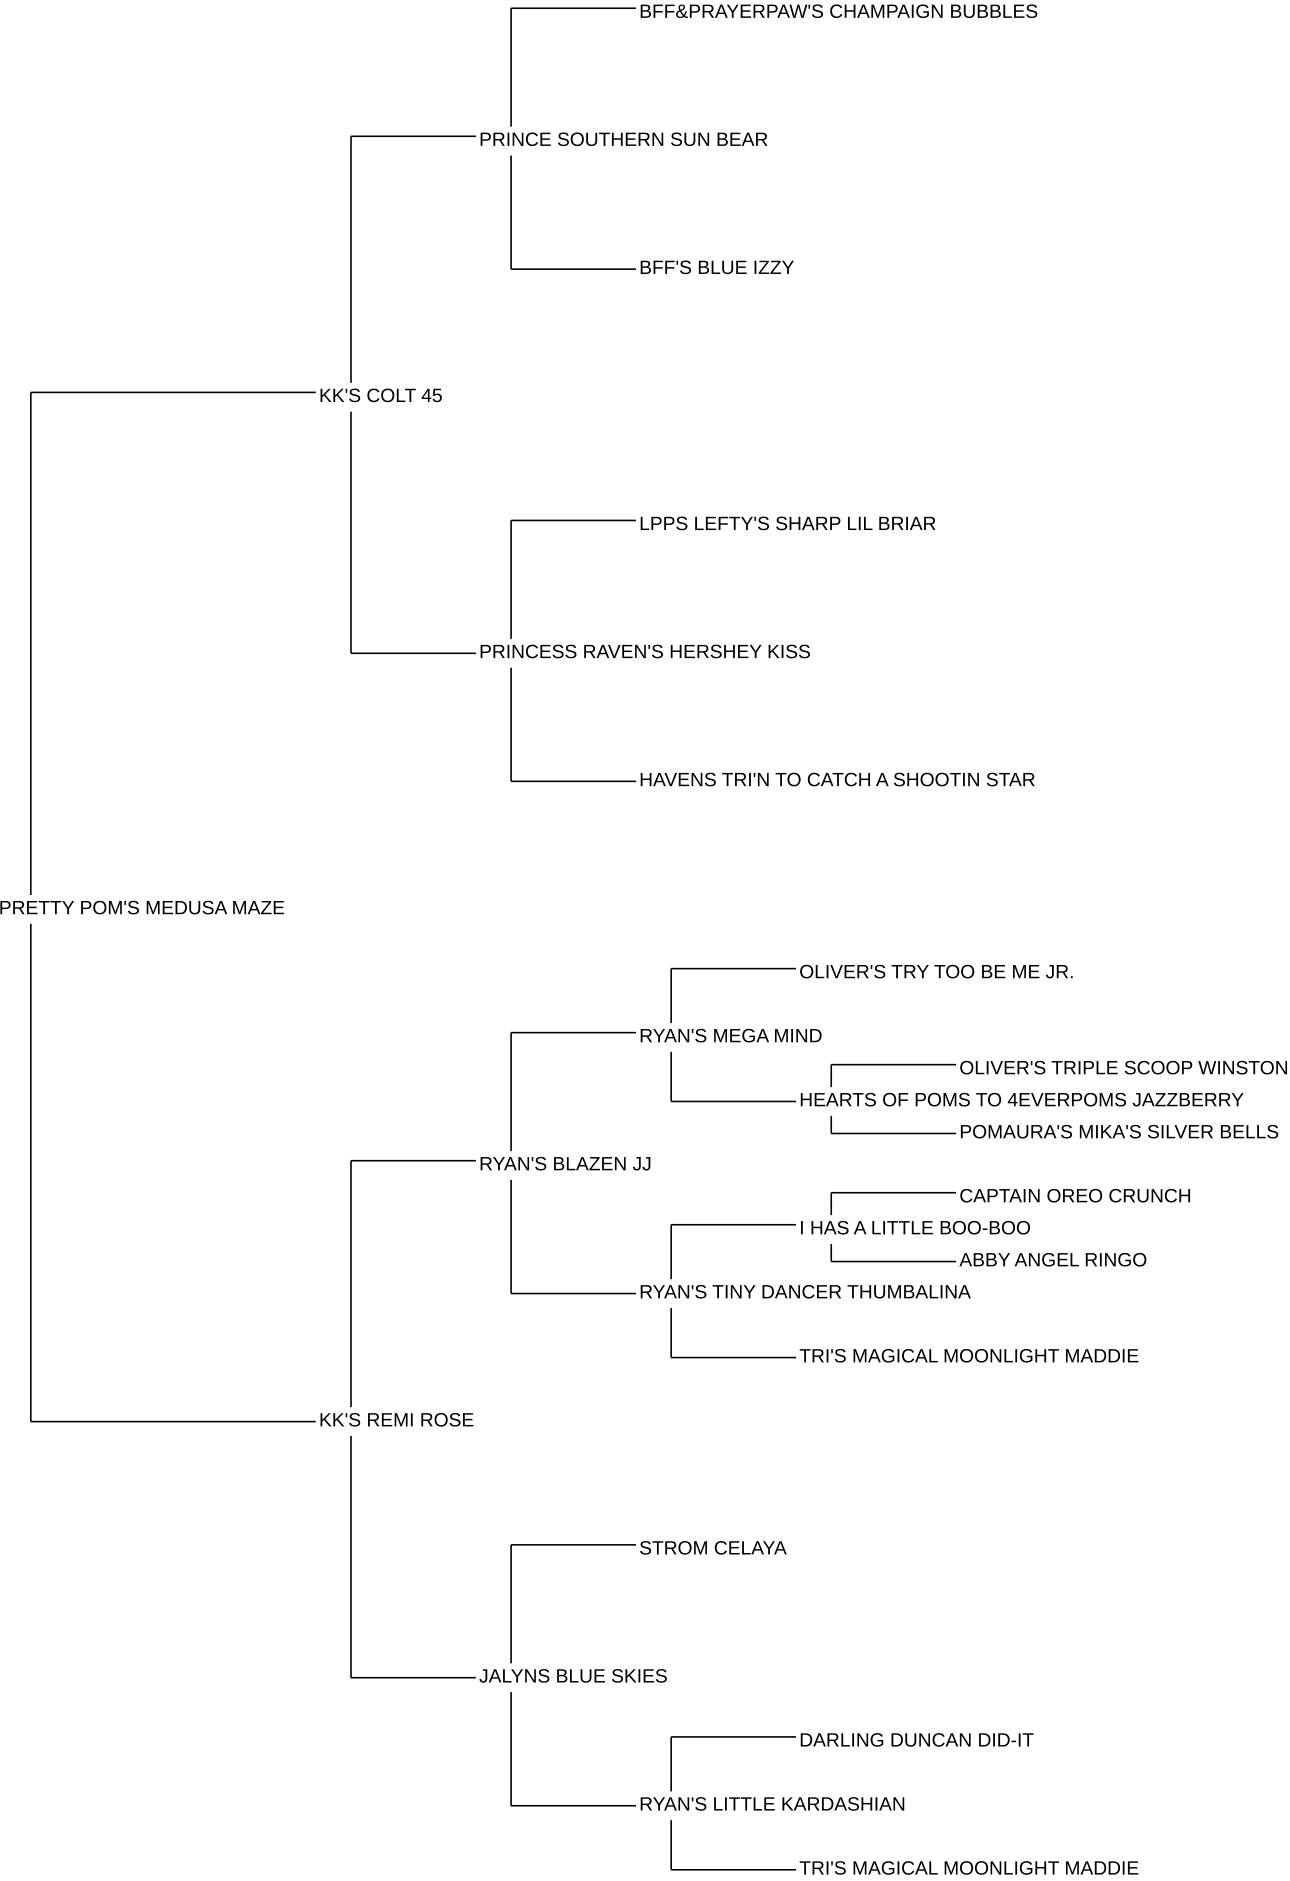 BFF&PRAYERPAW'S CHAMPAIGN BUBBLES
PRINCE SOUTHERN SUN BEAR
BFF'S BLUE IZZY
KK'S COLT 45
LPPS LEFTY'S SHARP LIL BRIAR
PRINCESS RAVEN'S HERSHEY KISS
HAVENS TRI'N TO CATCH A SHOOTIN STAR
PRETTY POM'S MEDUSA MAZE
OLIVER'S TRY TOO BE ME JR.
RYAN'S MEGA MIND
OLIVER'S TRIPLE SCOOP WINSTON
HEARTS OF POMS TO 4EVERPOMS JAZZBERRY
POMAURA'S MIKA'S SILVER BELLS
RYAN'S BLAZEN JJ
CAPTAIN OREO CRUNCH
I HAS A LITTLE BOO-BOO
ABBY ANGEL RINGO
RYAN'S TINY DANCER THUMBALINA
TRI'S MAGICAL MOONLIGHT MADDIE
KK'S REMI ROSE
STROM CELAYA
JALYNS BLUE SKIES
DARLING DUNCAN DID-IT
RYAN'S LITTLE KARDASHIAN
TRI'S MAGICAL MOONLIGHT MADDIE